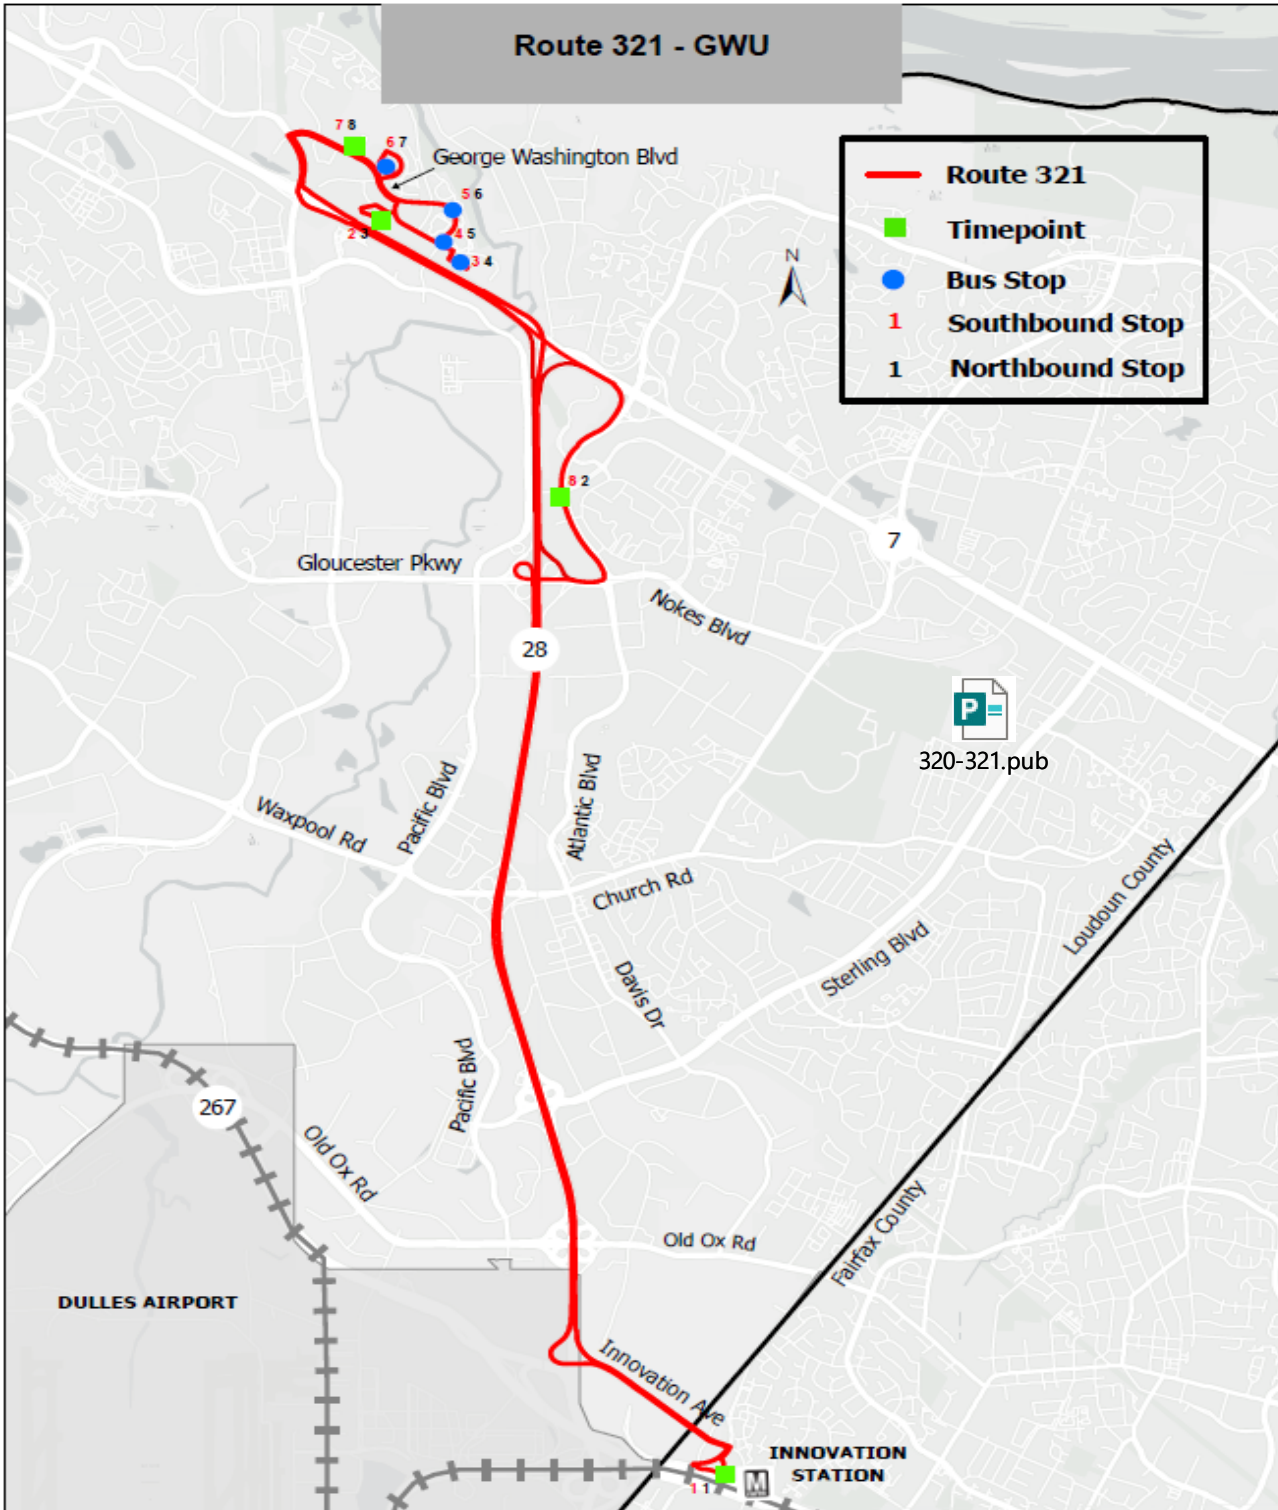 Route 321 - GWU
7 8
6 7
George Washington Blvd
5 6
2 3
4 5
3 4
N
Route 321
Timepoint
Bus Stop
1 Southbound Stop
1 Northbound Stop
8 2
7
Gloucester Pkwy
Nokes Blvd
28
P
320-321.pub
Pacific Blvd
Atlantic Blvd
Waxpool Rd
Church Rd
Loudoun County
Sterling Blvd
Davis Dr
Pacific Blvd
267
Old Ox Rd
Fairfax County
Old Ox Rd
DULLES AIRPORT
Innovation Ave
INNOVATION
STATION
M
1 1